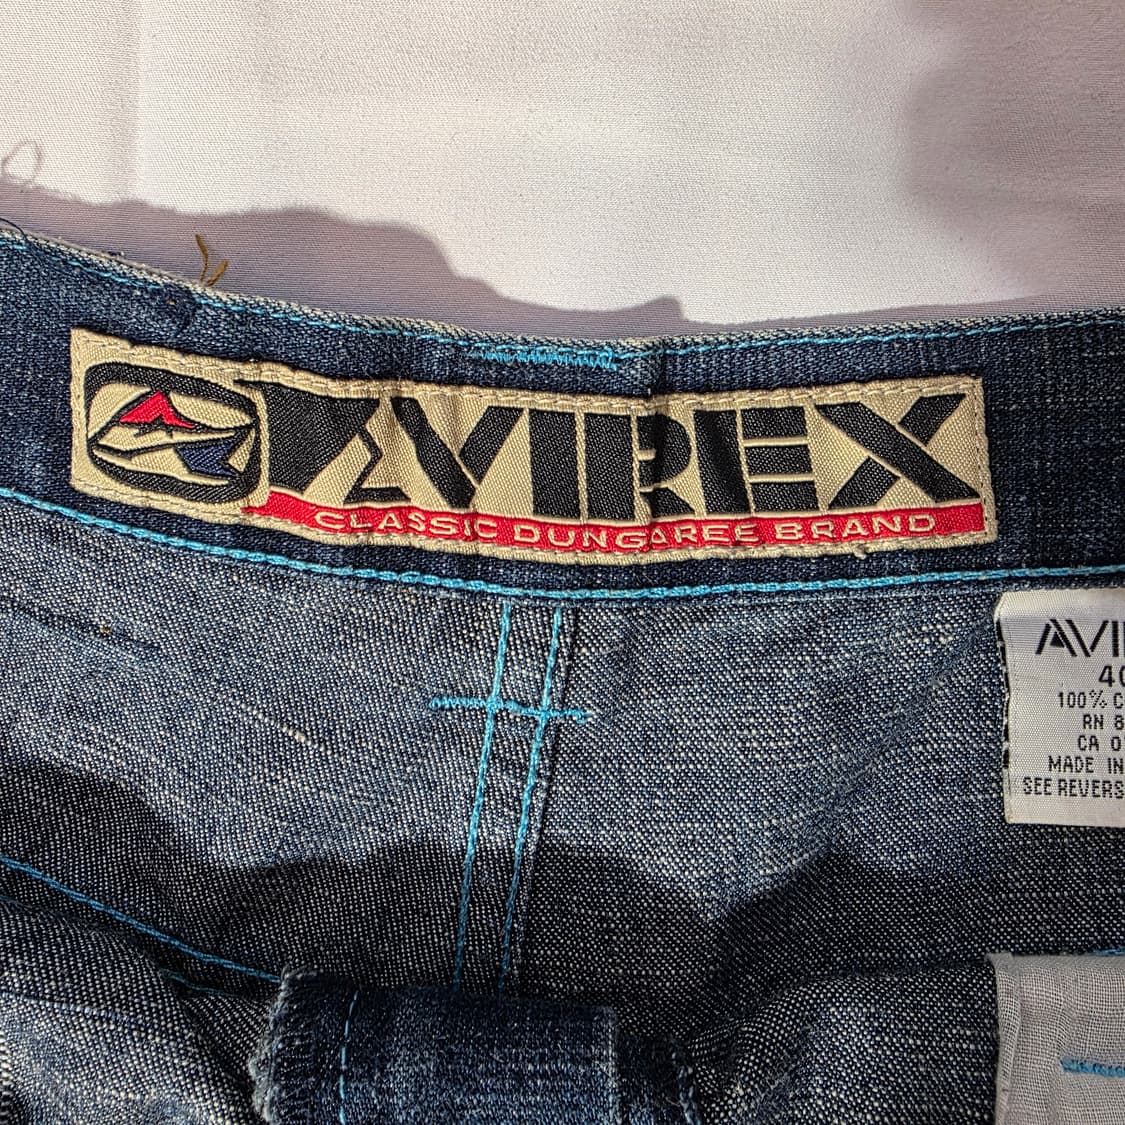 AVIREX
CLASSIC DUNGAREE BRAND
AVI
40
100% C
RN 8
CA 0
MADE IN
SEE REVERS